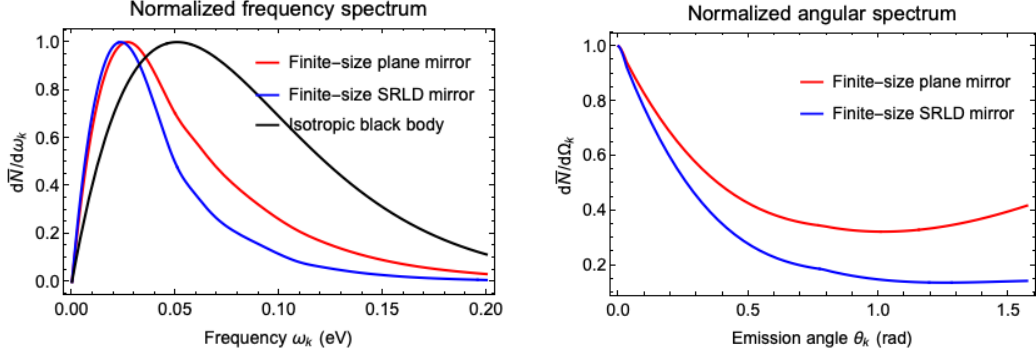 Normalized frequency spectrum
1.0
0.8
0.6
0.4
0.2
0.0
dN̅/dω_k
Finite-size plane mirror
Finite-size SRLD mirror
Isotropic black body
0.00 0.05 0.10 0.15 0.20
Frequency ω_k (eV)
Normalized angular spectrum
1.0
0.8
0.6
0.4
0.2
dN̅/dΩ_k
Finite-size plane mirror
Finite-size SRLD mirror
0.0 0.5 1.0 1.5
Emission angle θ_k (rad)